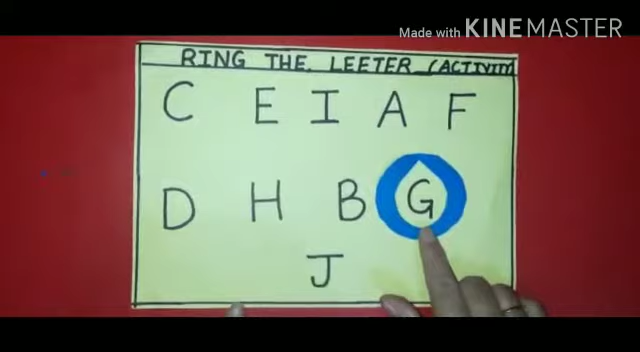 Made with KINEMASTER
RING THE LEETER (ACTIVITY
C E I A F
D H B G
J